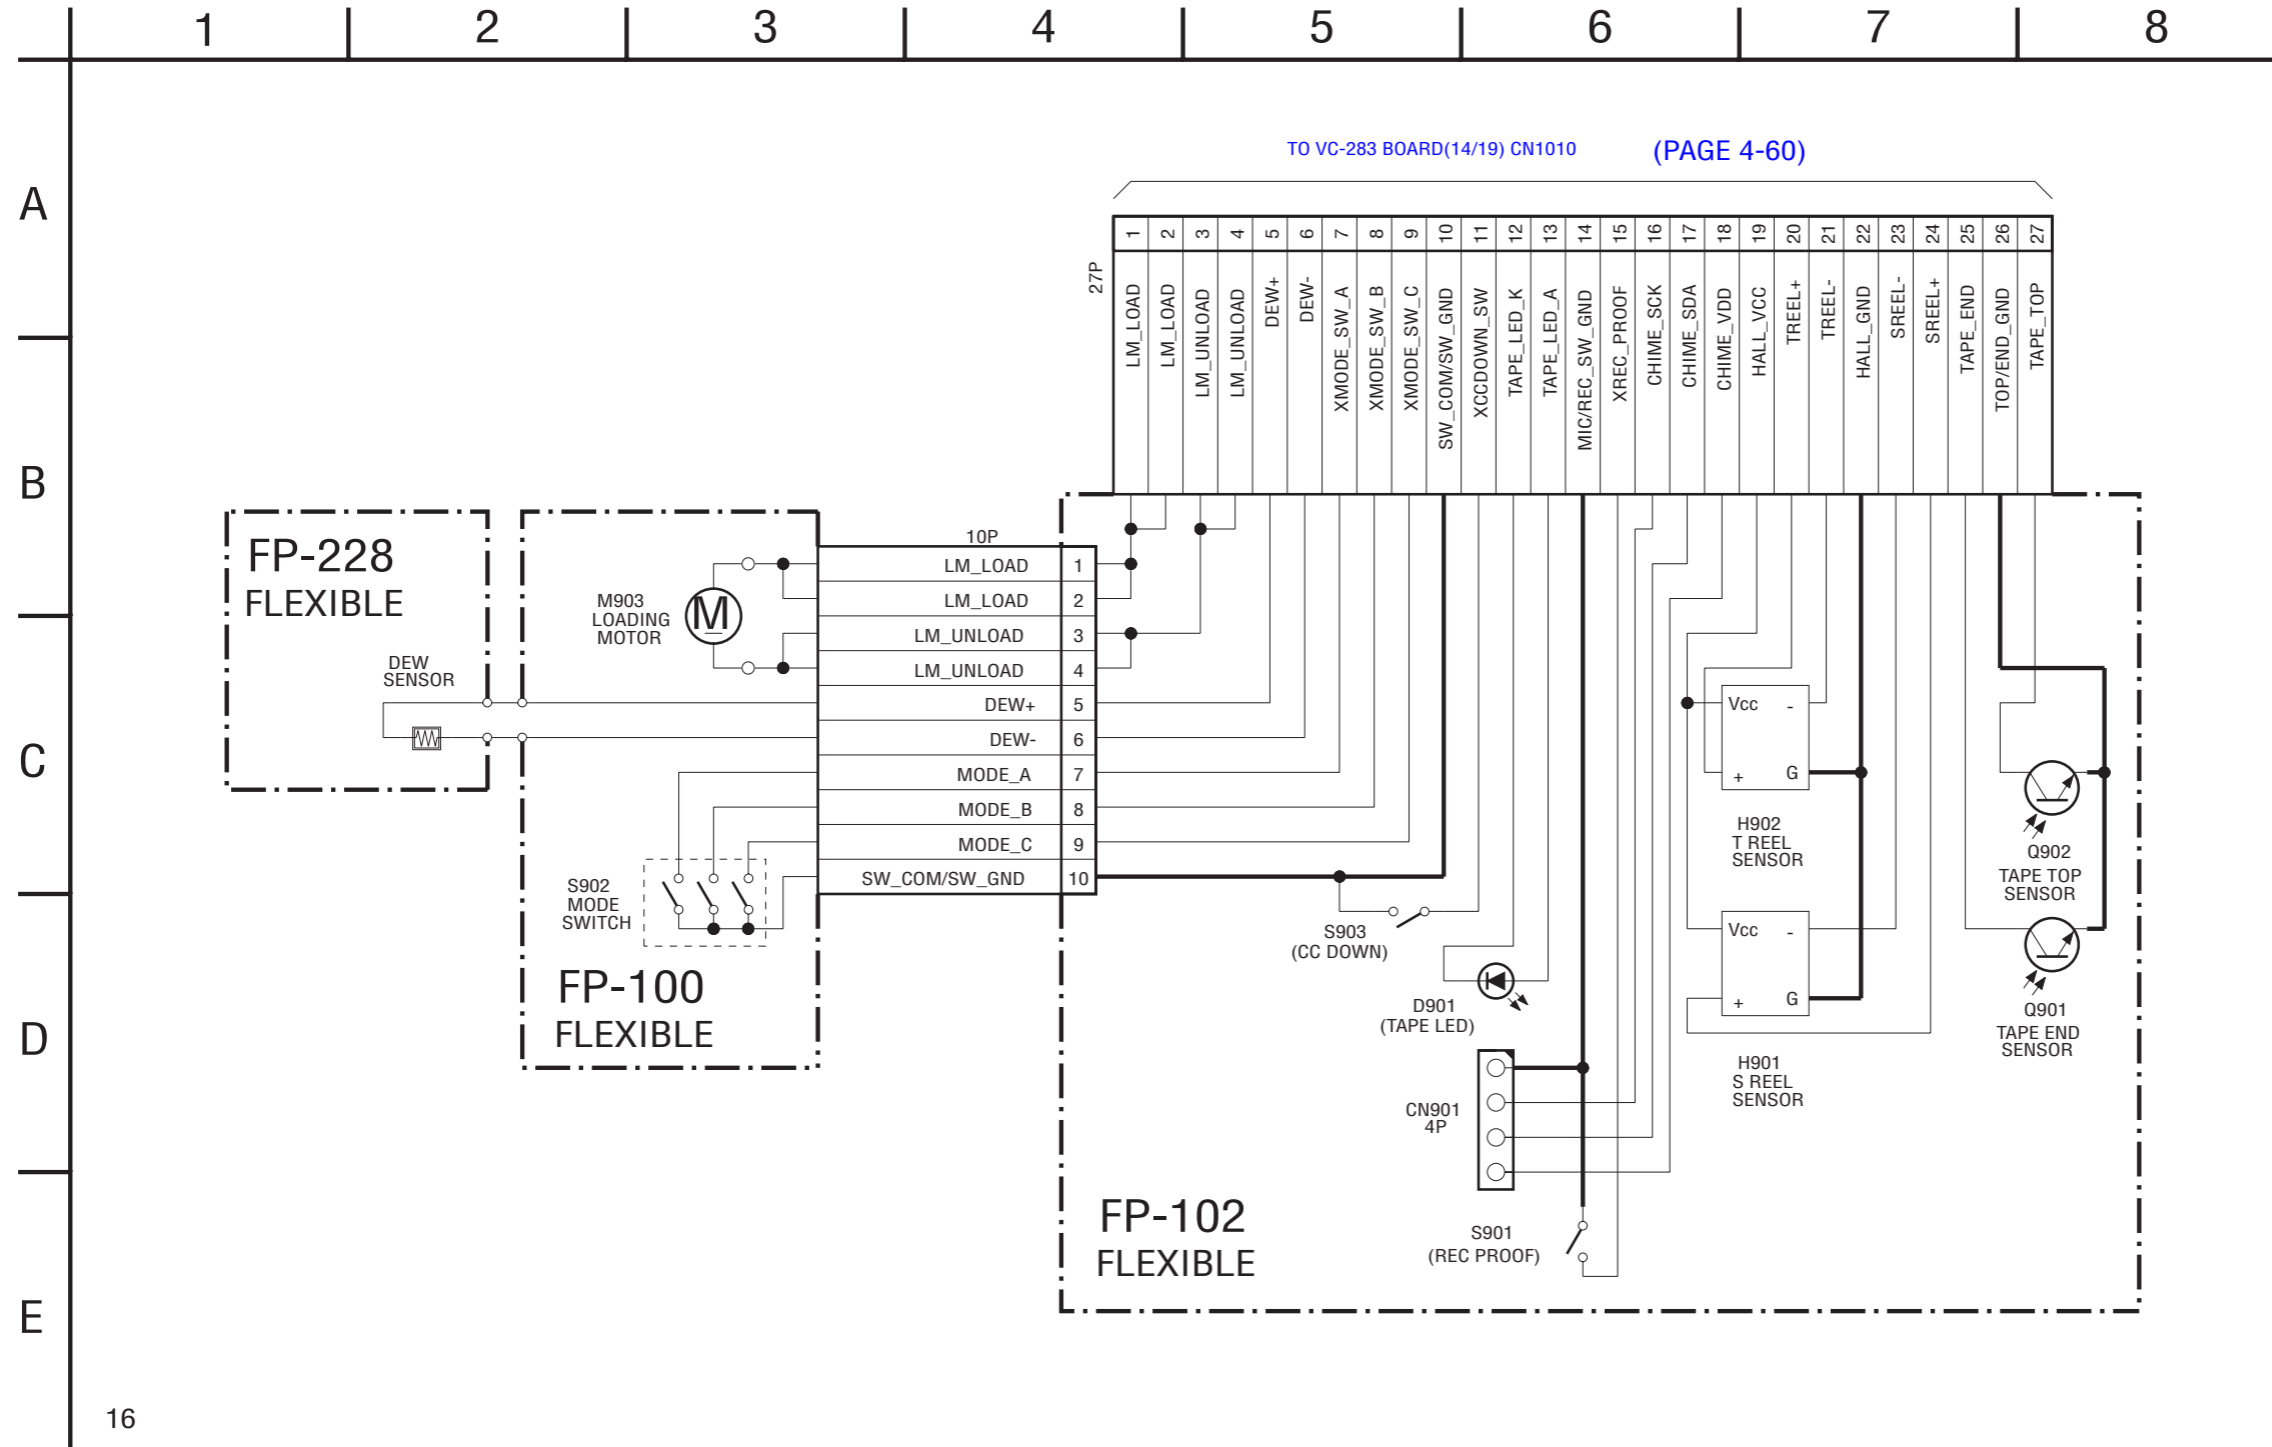 1 2 3 4 5 6 7 8
A
B
C
D
E
TO VC-283 BOARD(14/19) CN1010 (PAGE 4-60)
27P
1 LM_LOAD
2 LM_LOAD
3 LM_UNLOAD
4 LM_UNLOAD
5 DEW+
6 DEW-
7 XMODE_SW_A
8 XMODE_SW_B
9 XMODE_SW_C
10 SW_COM/SW_GND
11 XCCDOWN_SW
12 TAPE_LED_K
13 TAPE_LED_A
14 MIC/REC_SW_GND
15 XREC_PROOF
16 CHIME_SCK
17 CHIME_SDA
18 CHIME_VDD
19 HALL_VCC
20 TREEL+
21 TREEL-
22 HALL_GND
23 SREEL-
24 SREEL+
25 TAPE_END
26 TOP/END_GND
27 TAPE_TOP
FP-228
FLEXIBLE
DEW
SENSOR
M903
LOADING
MOTOR
M
S902
MODE
SWITCH
FP-100
FLEXIBLE
10P
LM_LOAD 1
LM_LOAD 2
LM_UNLOAD 3
LM_UNLOAD 4
DEW+ 5
DEW- 6
MODE_A 7
MODE_B 8
MODE_C 9
SW_COM/SW_GND 10
S903
(CC DOWN)
D901
(TAPE LED)
CN901
4P
S901
(REC PROOF)
Vcc -
+ G
H902
T REEL
SENSOR
Vcc -
+ G
H901
S REEL
SENSOR
Q902
TAPE TOP
SENSOR
Q901
TAPE END
SENSOR
FP-102
FLEXIBLE
16